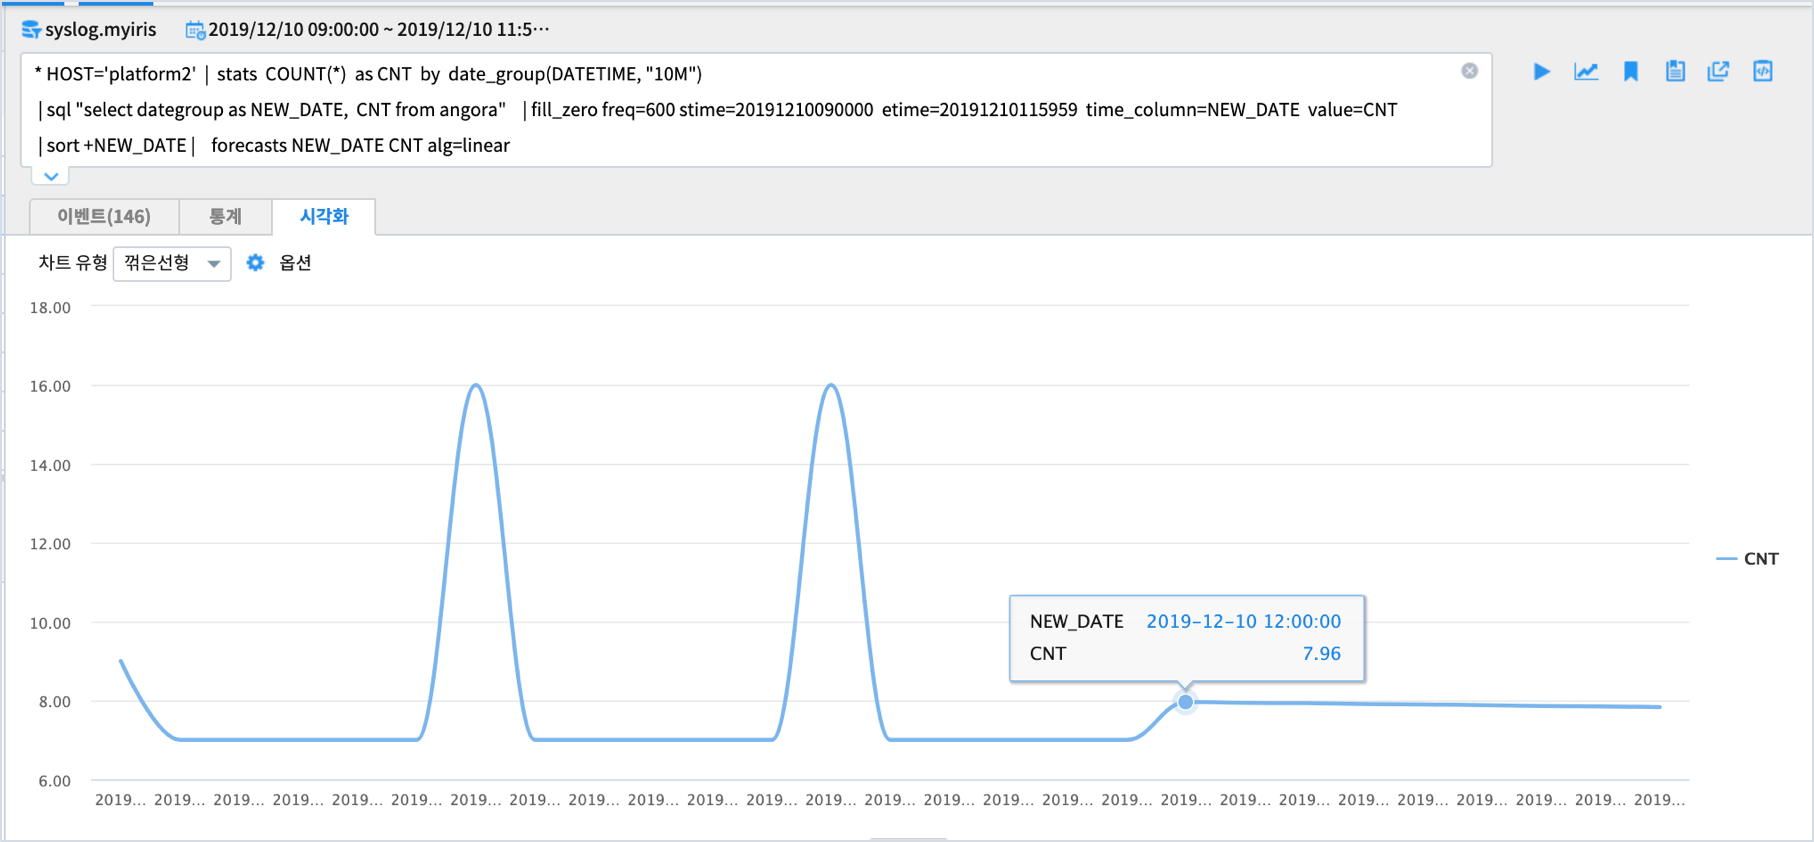 syslog.myiris 2019/12/10 09:00:00 ~ 2019/12/10 11:5···
* HOST='platform2' | stats COUNT(*) as CNT by date_group(DATETIME, "10M")
| sql "select dategroup as NEW_DATE, CNT from angora" | fill_zero freq=600 stime=20191210090000 etime=20191210115959 time_column=NEW_DATE value=CNT
| sort +NEW_DATE | forecasts NEW_DATE CNT alg=linear
이벤트(146) 통계 시각화
차트 유형 꺾은선형 옵션
18.00
16.00
14.00
12.00
10.00
8.00
6.00
CNT
NEW_DATE 2019-12-10 12:00:00
CNT 7.96
2019... 2019... 2019... 2019... 2019... 2019... 2019... 2019... 2019... 2019... 2019... 2019... 2019... 2019... 2019... 2019... 2019... 2019... 2019... 2019... 2019... 2019... 2019... 2019... 2019... 2019... 2019...